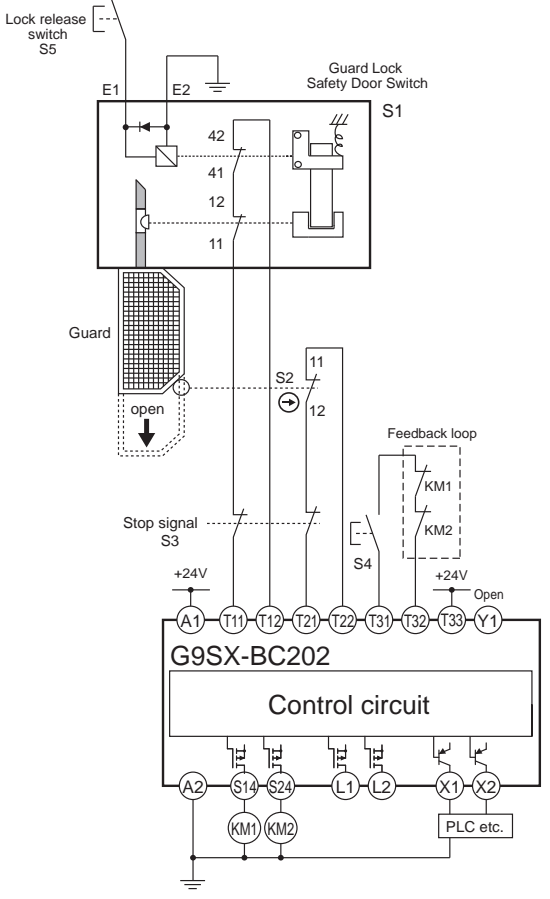 Lock release
switch
S5
E1
E2
Guard Lock
Safety Door Switch
S1
42
41
12
11
Guard
open
S2
11
12
Feedback loop
KM1
KM2
Stop signal
S3
S4
+24V
+24V
Open
A1
T11
T12
T21
T22
T31
T32
T33
Y1
G9SX-BC202
Control circuit
A2
S14
S24
L1
L2
X1
X2
KM1
KM2
PLC etc.